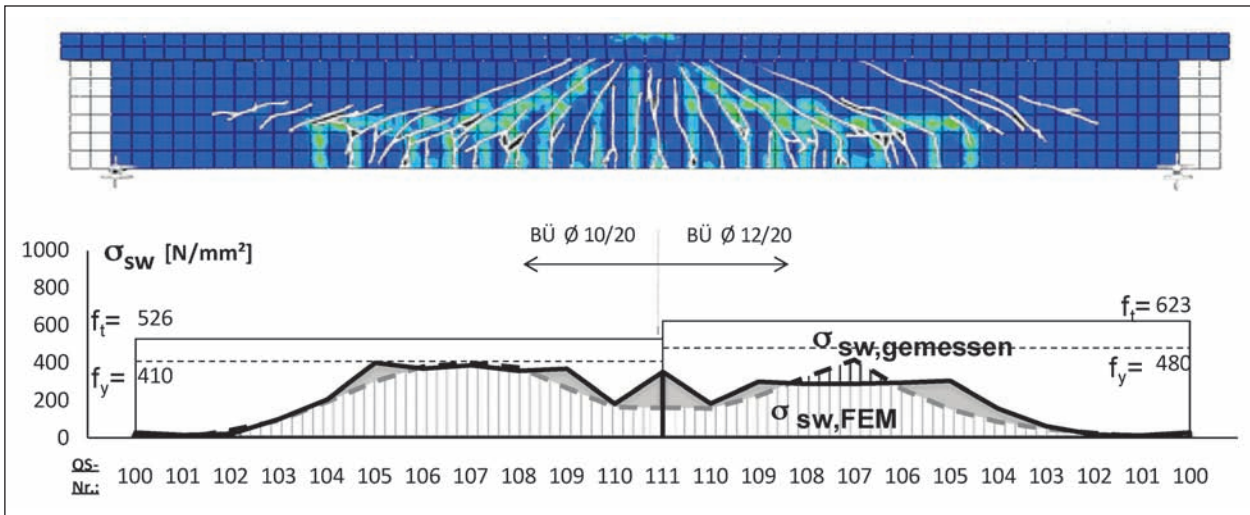 BÜ Ø 10/20 BÜ Ø 12/20
σsw [N/mm²]
1000
800
600
400
200
0
ft= 526
fy= 410
ft= 623
fy= 480
σsw,gemessen
σsw,FEM
QS-Nr.: 100 101 102 103 104 105 106 107 108 109 110 111 110 109 108 107 106 105 104 103 102 101 100